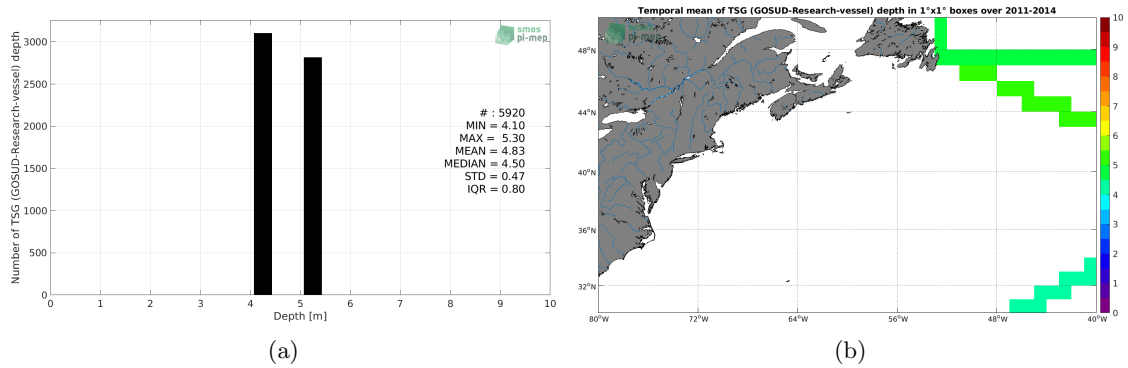 smos
pi-mep
Number of TSG (GOSUD-Research-vessel) depth
3000
2500
2000
1500
1000
500
0
# : 5920
MIN = 4.10
MAX = 5.30
MEAN = 4.83
MEDIAN = 4.50
STD = 0.47
IQR = 0.80
0 1 2 3 4 5 6 7 8 9 10
Depth [m]
(a)
Temporal mean of TSG (GOSUD-Research-vessel) depth in 1°x1° boxes over 2011-2014
pi-mep
48°N
44°N
40°N
36°N
32°N
80°W 72°W 64°W 56°W 48°W 40°W
10
9
8
7
6
5
4
3
2
1
0
(b)